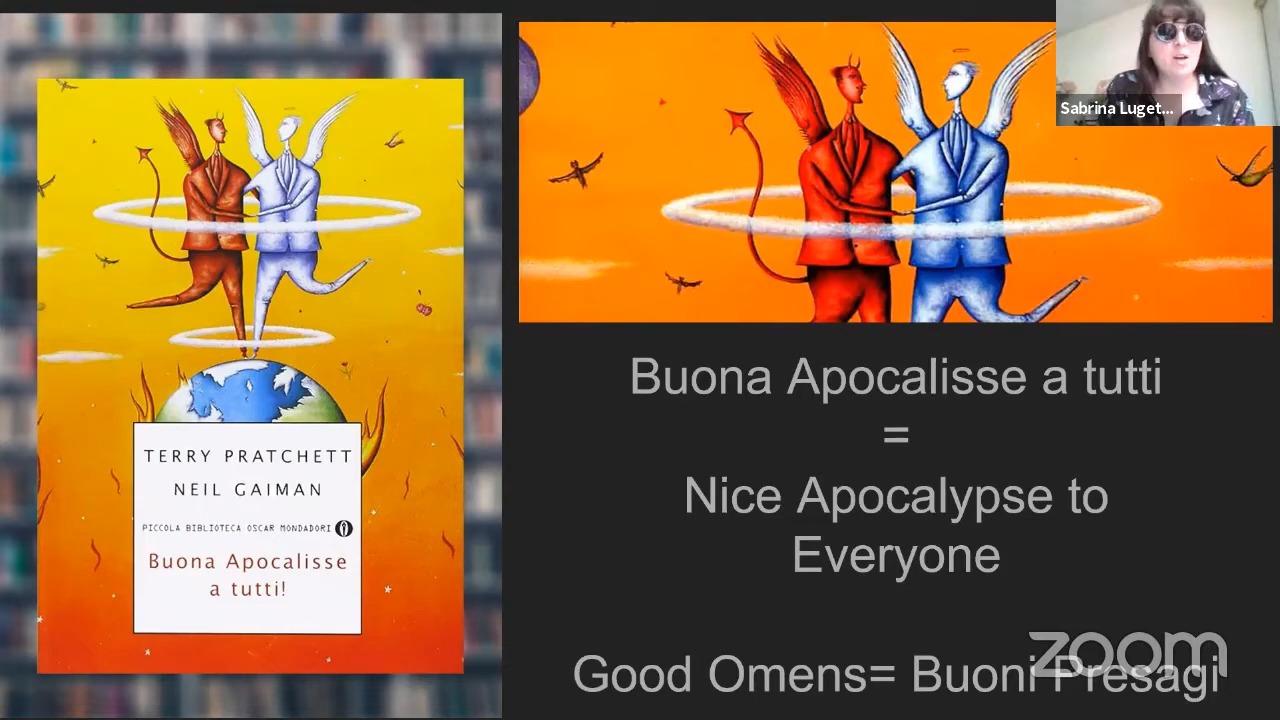 TERRY PRATCHETT
NEIL GAIMAN
PICCOLA BIBLIOTECA OSCAR MONDADORI
Buona Apocalisse
a tutti!
Sabrina Luget...
Buona Apocalisse a tutti
=
Nice Apocalypse to
Everyone
Good Omens= Buoni Presagi
zoom